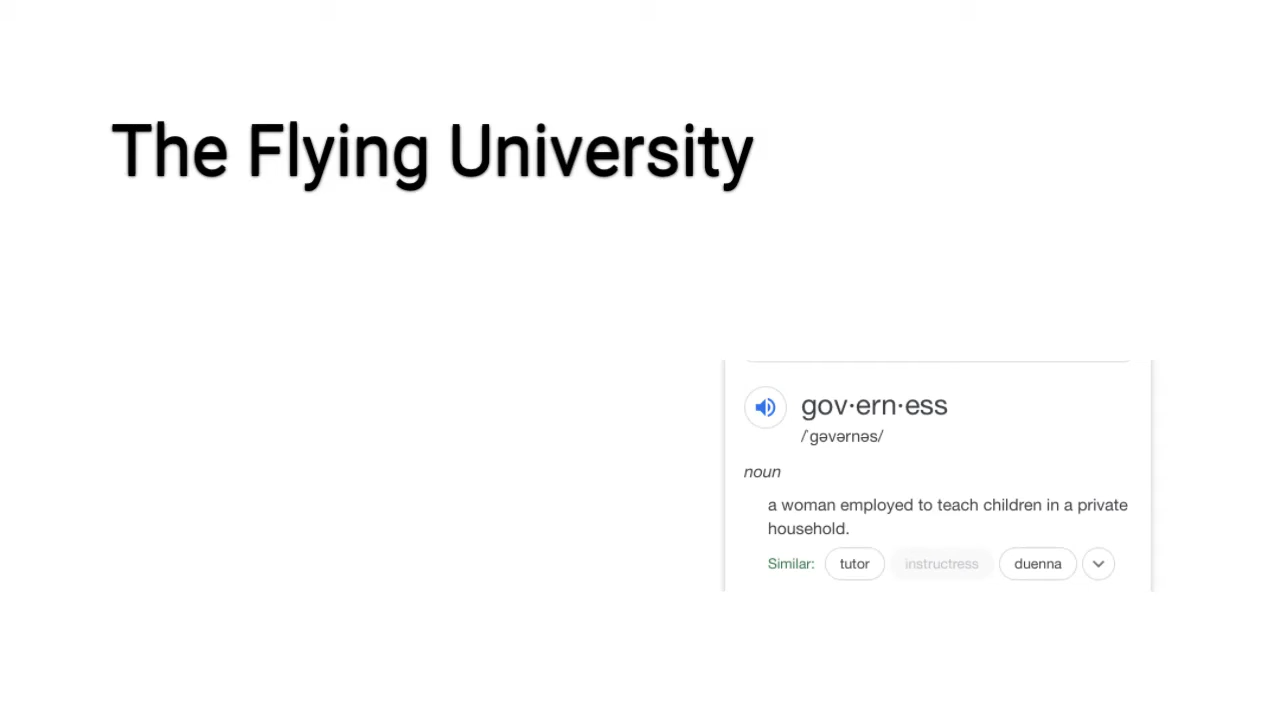 The Flying University
gov·ern·ess
/ˈɡəvərnəs/
noun
a woman employed to teach children in a private
household.
Similar: tutor instructress duenna